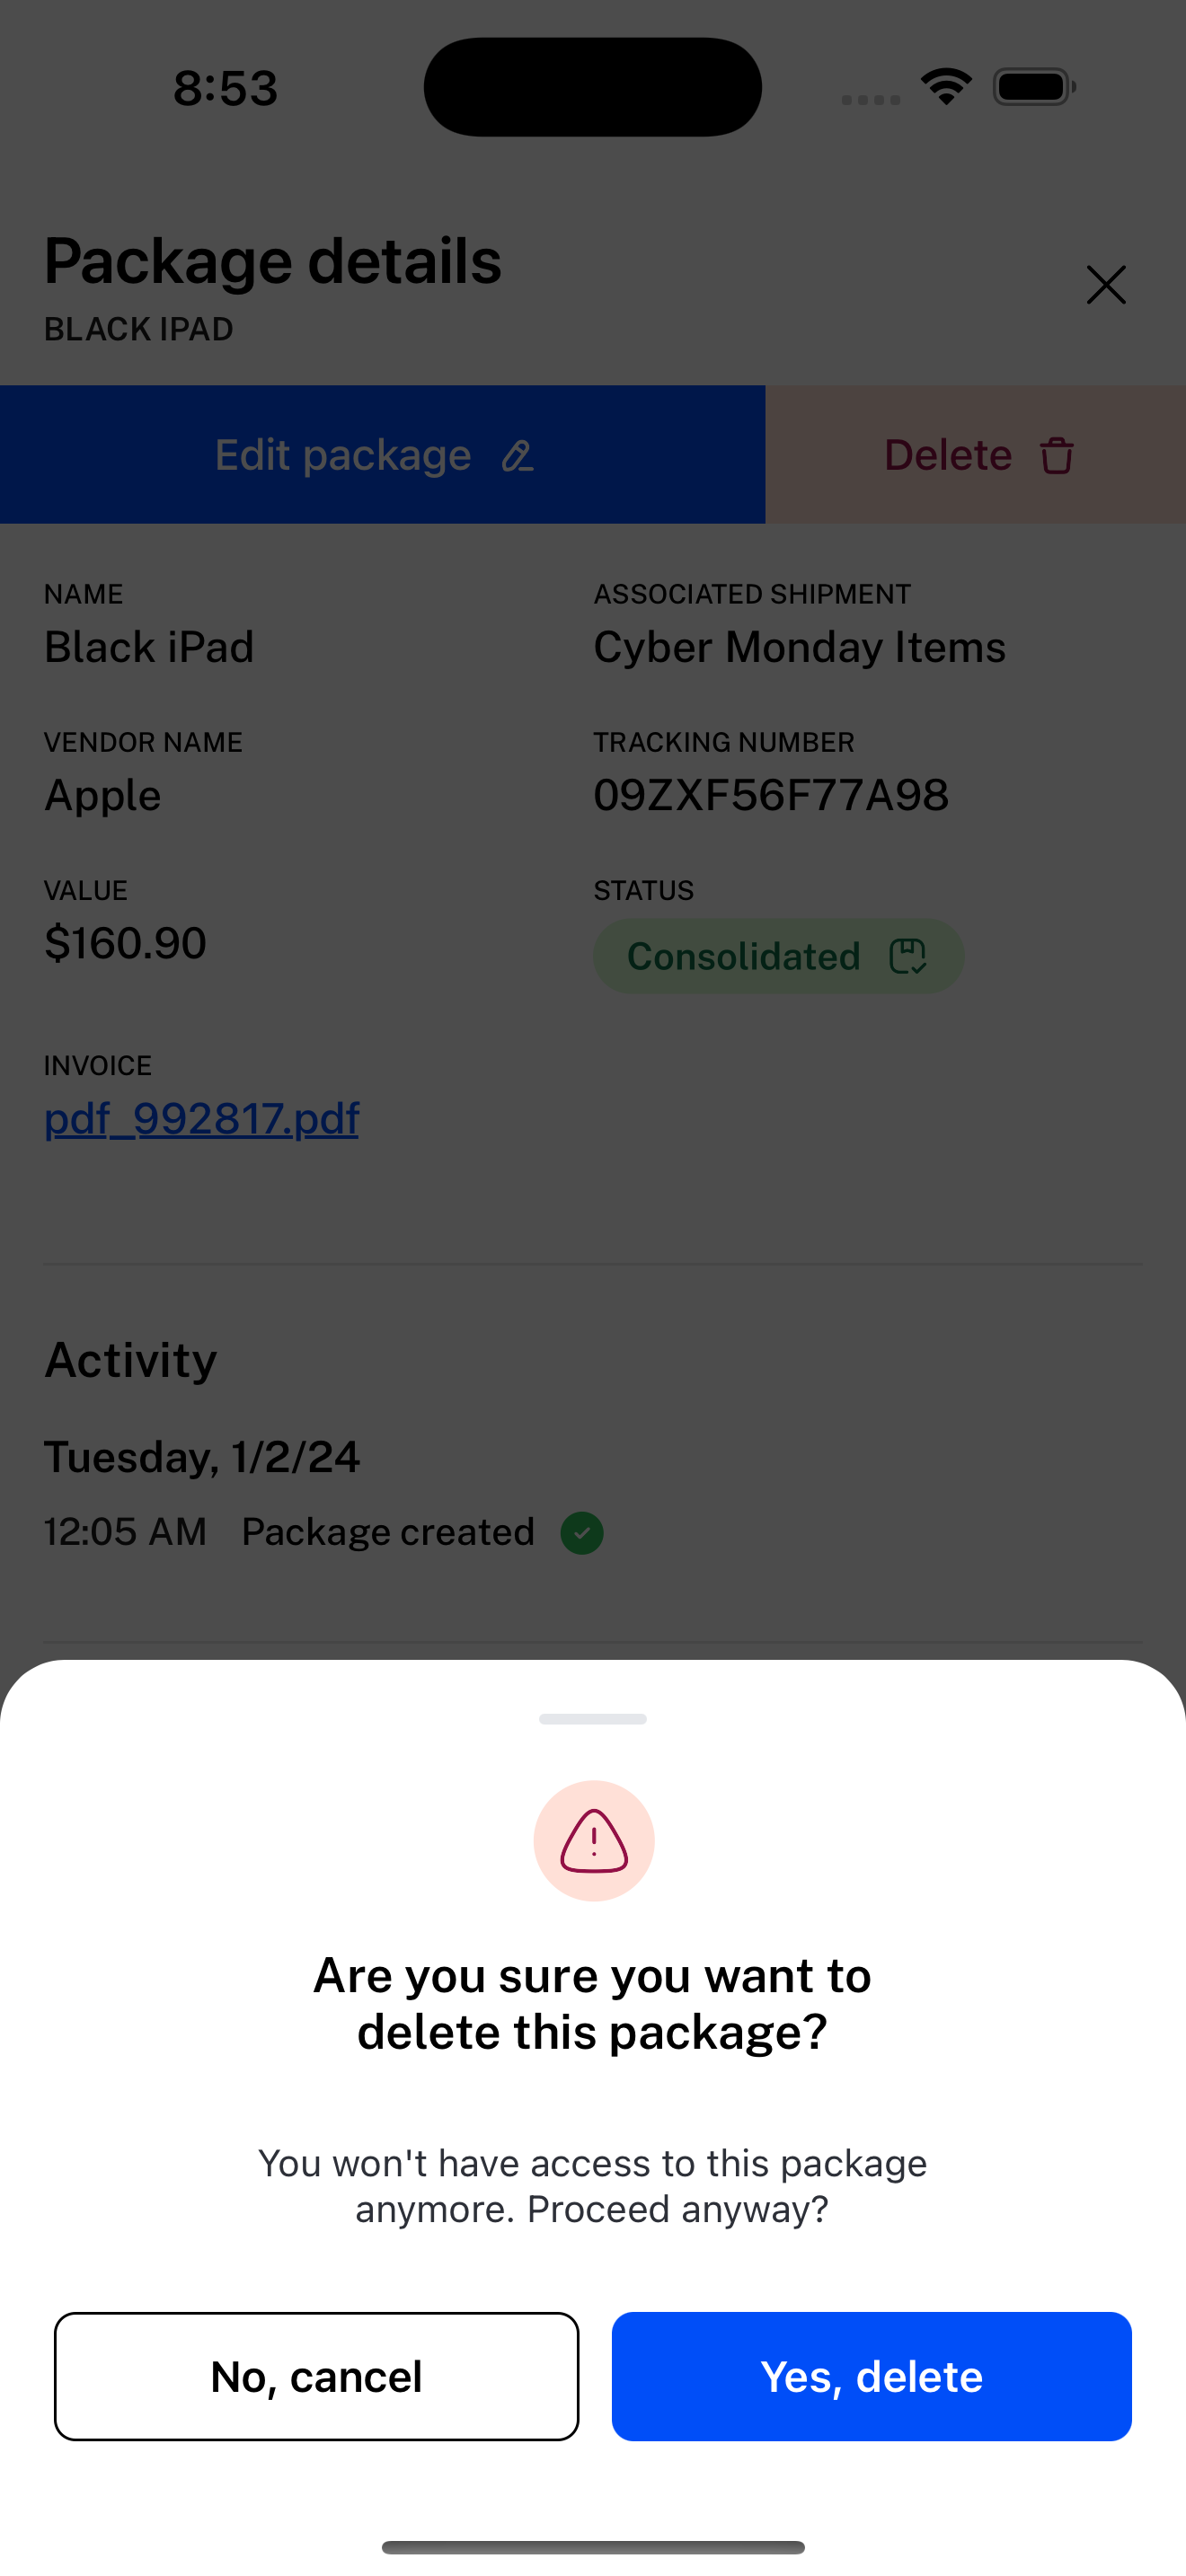 8:53
Package details
BLACK IPAD
Edit package
Delete
NAME
Black iPad
ASSOCIATED SHIPMENT
Cyber Monday Items
VENDOR NAME
Apple
TRACKING NUMBER
09ZXF56F77A98
VALUE
$160.90
STATUS
Consolidated
INVOICE
pdf_992817.pdf
Activity
Tuesday, 1/2/24
12:05 AM Package created
Are you sure you want to
delete this package?
You won't have access to this package
anymore. Proceed anyway?
No, cancel
Yes, delete